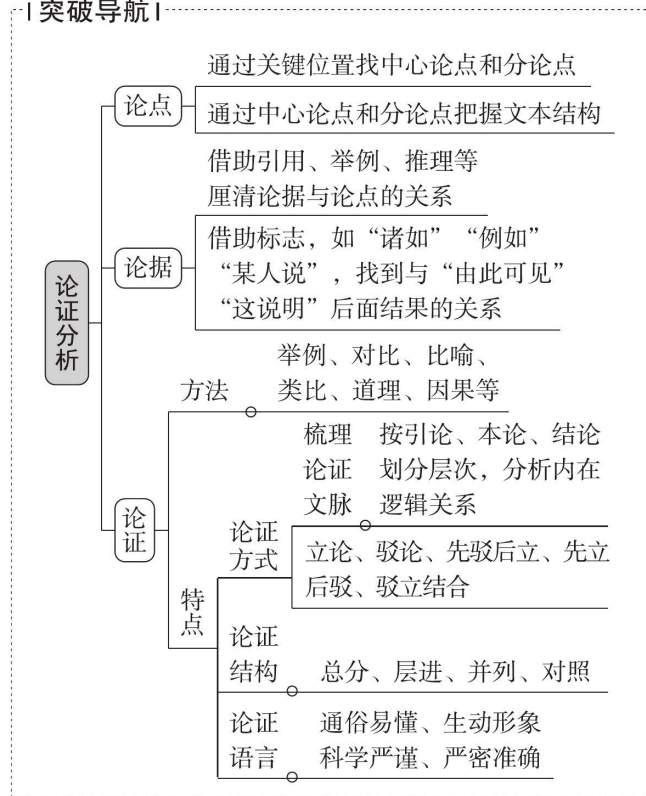 突破导航
通过关键位置找中心论点和分论点
论点
通过中心论点和分论点把握文本结构
借助引用、举例、推理等
厘清论据与论点的关系
论据
借助标志，如“诸如”“例如”
“某人说”，找到与“由此可见”
“这说明”后面结果的关系
论证分析
举例、对比、比喻、
方法 类比、道理、因果等
论证
特点
论证方式
梳理 按引论、本论、结论
论证 划分层次，分析内在
文脉 逻辑关系
立论、驳论、先驳后立、先立
后驳、驳立结合
论证
结构 总分、层进、并列、对照
论证 通俗易懂、生动形象
语言 科学严谨、严密准确